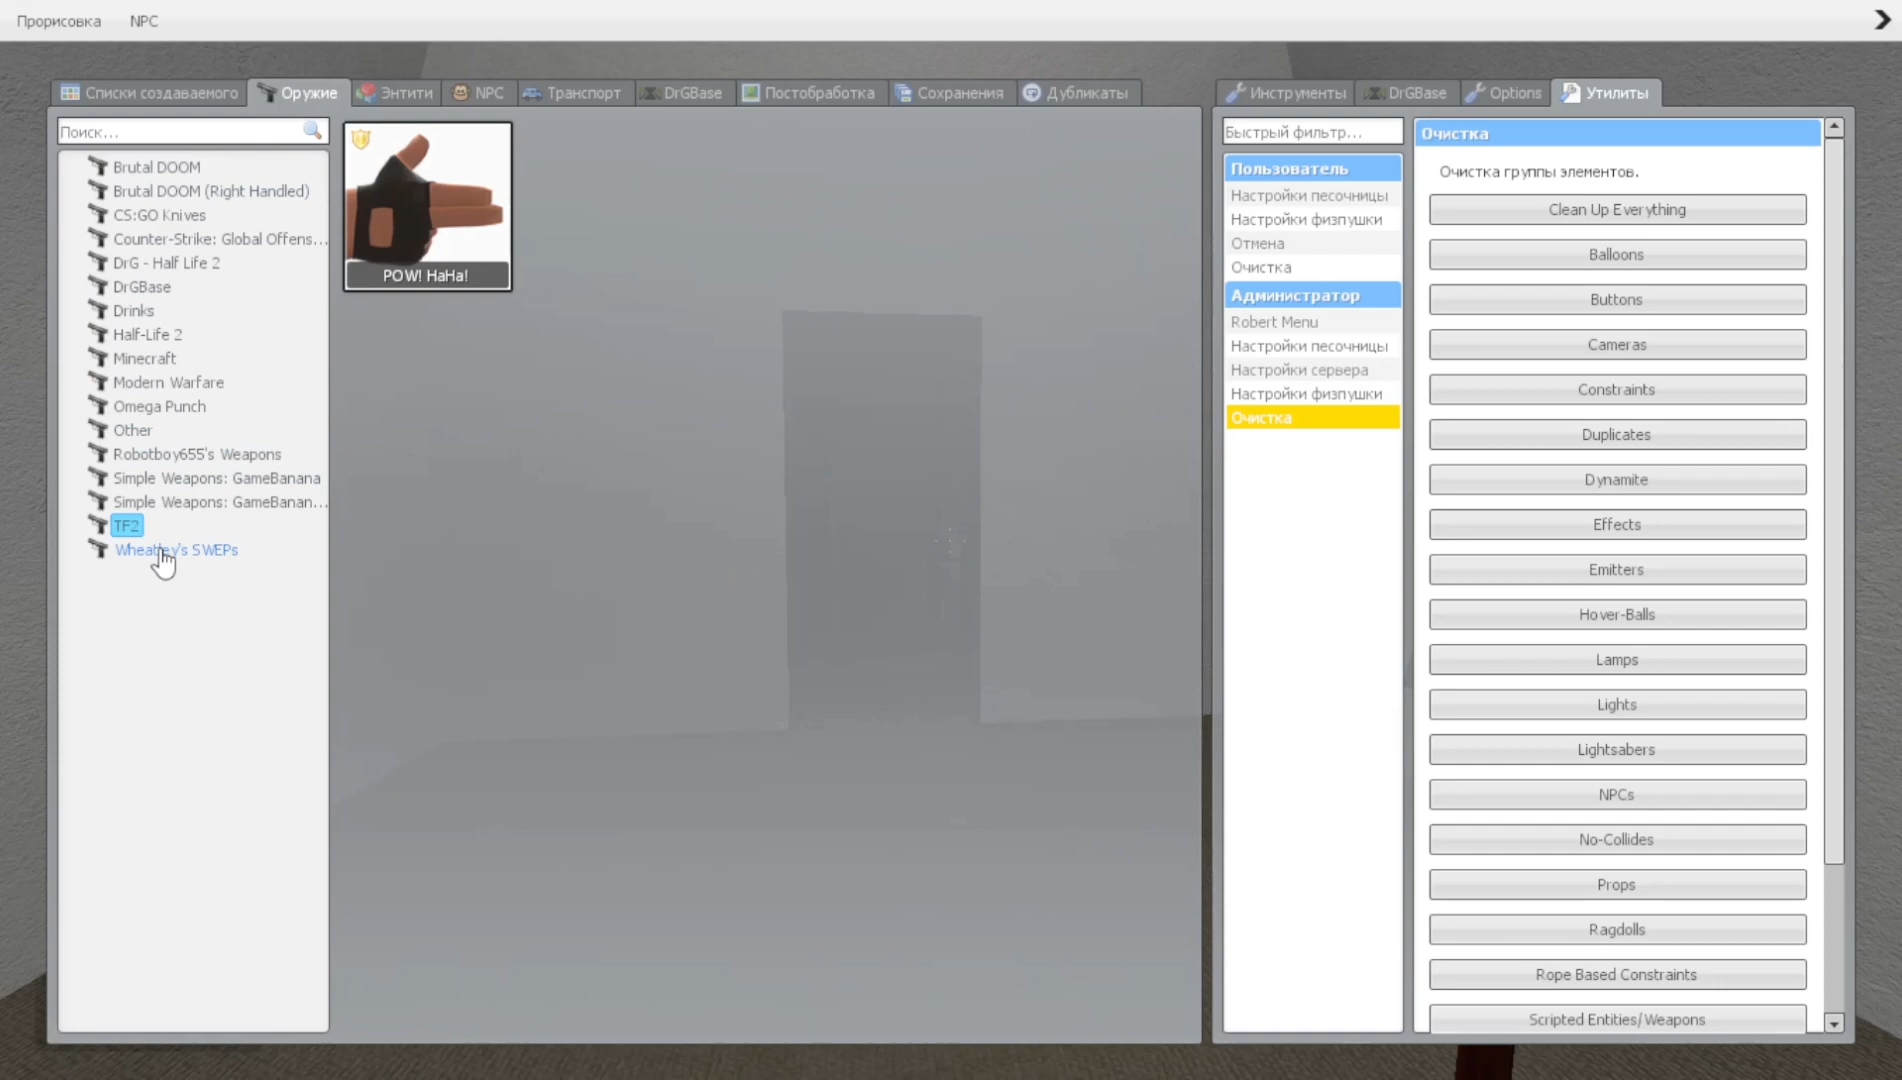 Прорисовка NPC
Списки создаваемого Оружие Энтити NPC Транспорт DrGBase Постобработка Сохранения Дубликаты
Поиск...
Brutal DOOM
Brutal DOOM (Right Handled)
CS:GO Knives
Counter-Strike: Global Offens...
DrG - Half Life 2
DrGBase
Drinks
Half-Life 2
Minecraft
Modern Warfare
Omega Punch
Other
Robotboy655's Weapons
Simple Weapons: GameBanana
Simple Weapons: GameBanan...
TF2
Wheatley's SWEPs
POW! HaHa!
Инструменты DrGBase Options Утилиты
Быстрый фильтр...
Пользователь
Настройки песочницы
Настройки физпушки
Отмена
Очистка
Администратор
Robert Menu
Настройки песочницы
Настройки сервера
Настройки физпушки
Очистка
Очистка
Очистка группы элементов.
Clean Up Everything
Balloons
Buttons
Cameras
Constraints
Duplicates
Dynamite
Effects
Emitters
Hover-Balls
Lamps
Lights
Lightsabers
NPCs
No-Collides
Props
Ragdolls
Rope Based Constraints
Scripted Entities/Weapons